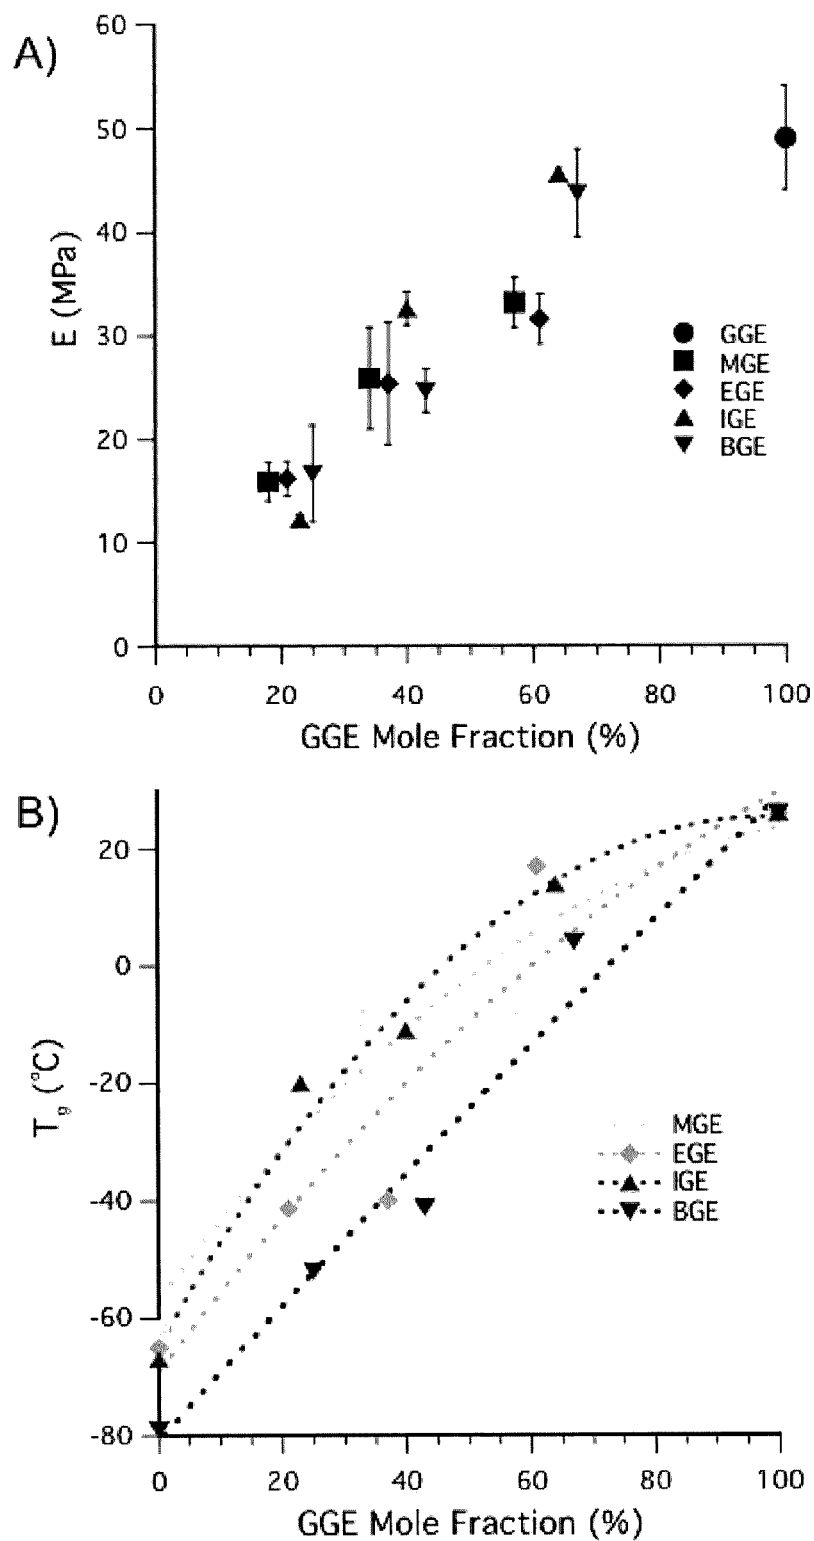 A)
60
50
40
30
20
10
0
E (MPa)
GGE
MGE
EGE
IGE
BGE
0 20 40 60 80 100
GGE Mole Fraction (%)
B)
20
0
-20
-40
-60
-80
Tg (°C)
MGE
EGE
IGE
BGE
0 20 40 60 80 100
GGE Mole Fraction (%)